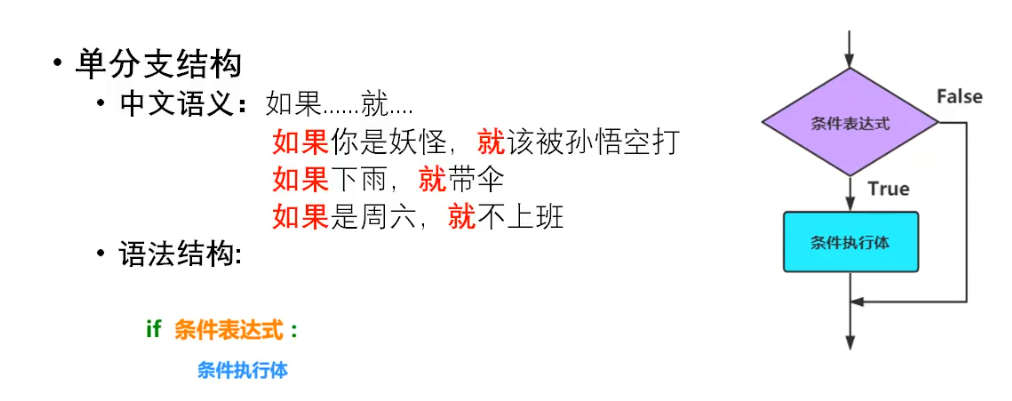 • 单分支结构
• 中文语义：如果......就....
如果你是妖怪，就该被孙悟空打
如果下雨，就带伞
如果是周六，就不上班
• 语法结构:
if 条件表达式：
条件执行体
条件表达式
False
True
条件执行体